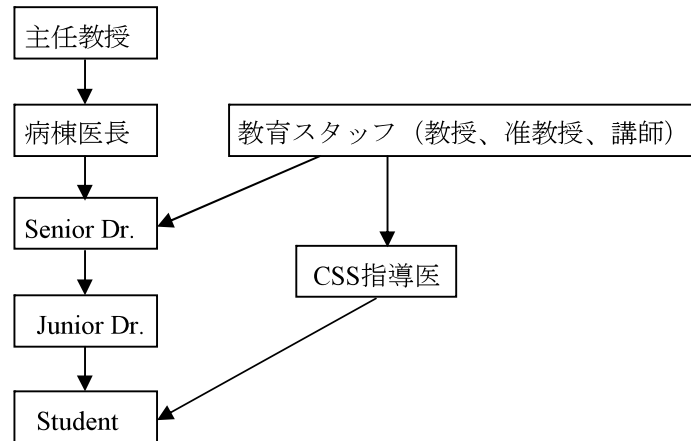 主任教授
病棟医長
教育スタッフ（教授、准教授、講師）
Senior Dr.
CSS指導医
Junior Dr.
Student